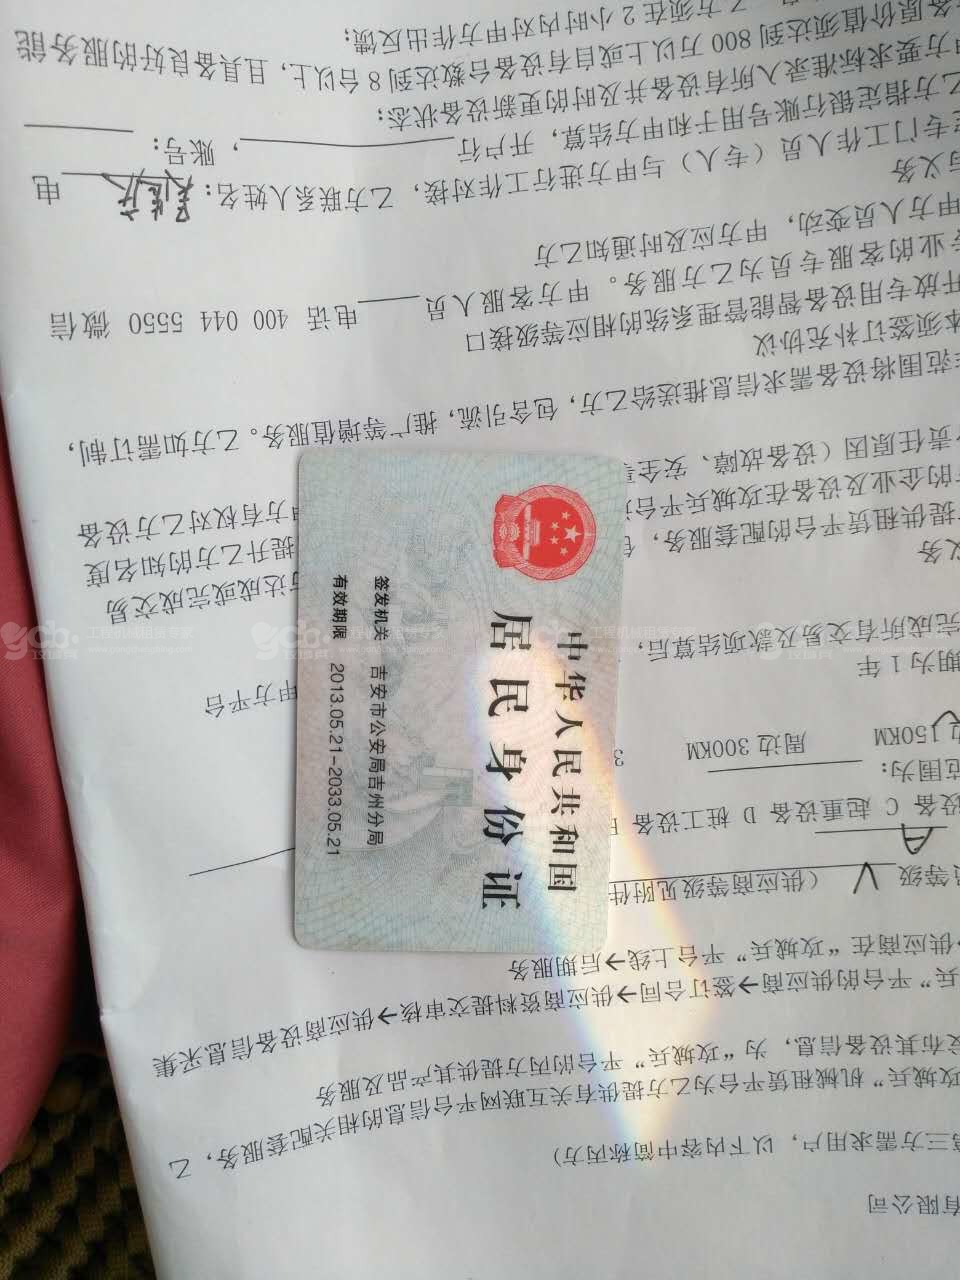 中华人民共和国
居民身份证
签发机关 吉安市公安局吉州分局
有效期限 2013.05.21-2033.05.21
有限公司
三方需求用户，以下内容中简称丙方）
攻城兵”机械租赁平台为乙方提供有关互联网平台信息的相关配套服务，乙
发布其设备信息，为“攻城兵”平台的丙方提供其产品及服务
兵”平台的供应商→签订合同→供应商资料提交审核→供应商设备信息采集
供应商在“攻城兵”平台上线→后期服务
等级 V （供应商等级见附件
A
设备 C 起重设备 D 桩工设备
范围为：
150KM 周边300KM 3
期为1年 甲方平台
完成所有交易及款项结算后，
达成或完成交易
义务
提供租赁平台的配套服务， 提升乙方的知名度
的企业及设备在攻城兵平台 甲方有权对乙方设备
责任原因（设备故障、安全
范围将设备需求信息推送给乙方，包含引流，推广等增值服务。乙方如需订制，
须签订补充协议
开放专用设备智能管理系统的相应等级接口
业的客服专员为乙方服务。甲方客服人员 电话 400 044 5550 微信
甲方人员变动，甲方应及时通知乙方
义务
专门工作人员（专人）与甲方进行工作对接，乙方联系人姓名： 电
乙方指定银行账号用于和甲方结算，开户行 ，账号：
方要求标准录入所有设备并及时的更新设备状态；
原价值须达到 800 万以上或自有设备台数达到 8 台以上，且具备良好的服务能
方须在 2 小时内对甲方作出反馈；